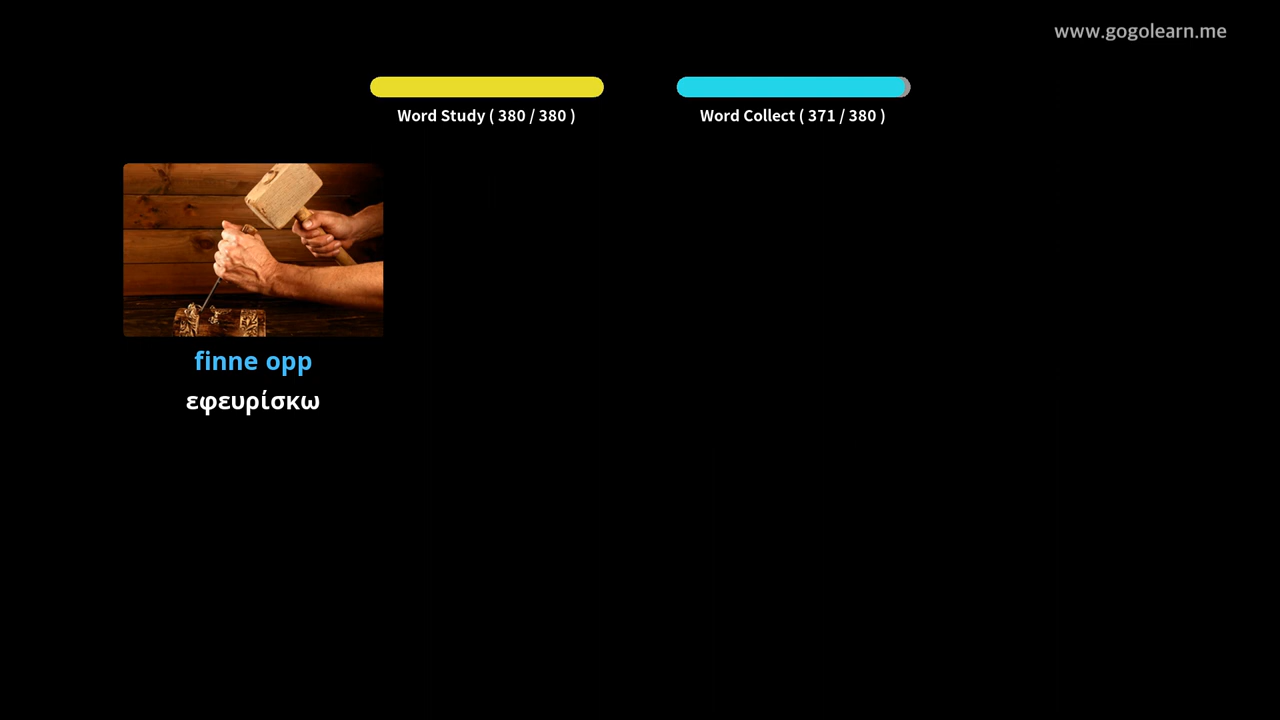 www.gogolearn.me
Word Study ( 380 / 380 )
Word Collect ( 371 / 380 )
finne opp
εφευρίσκω